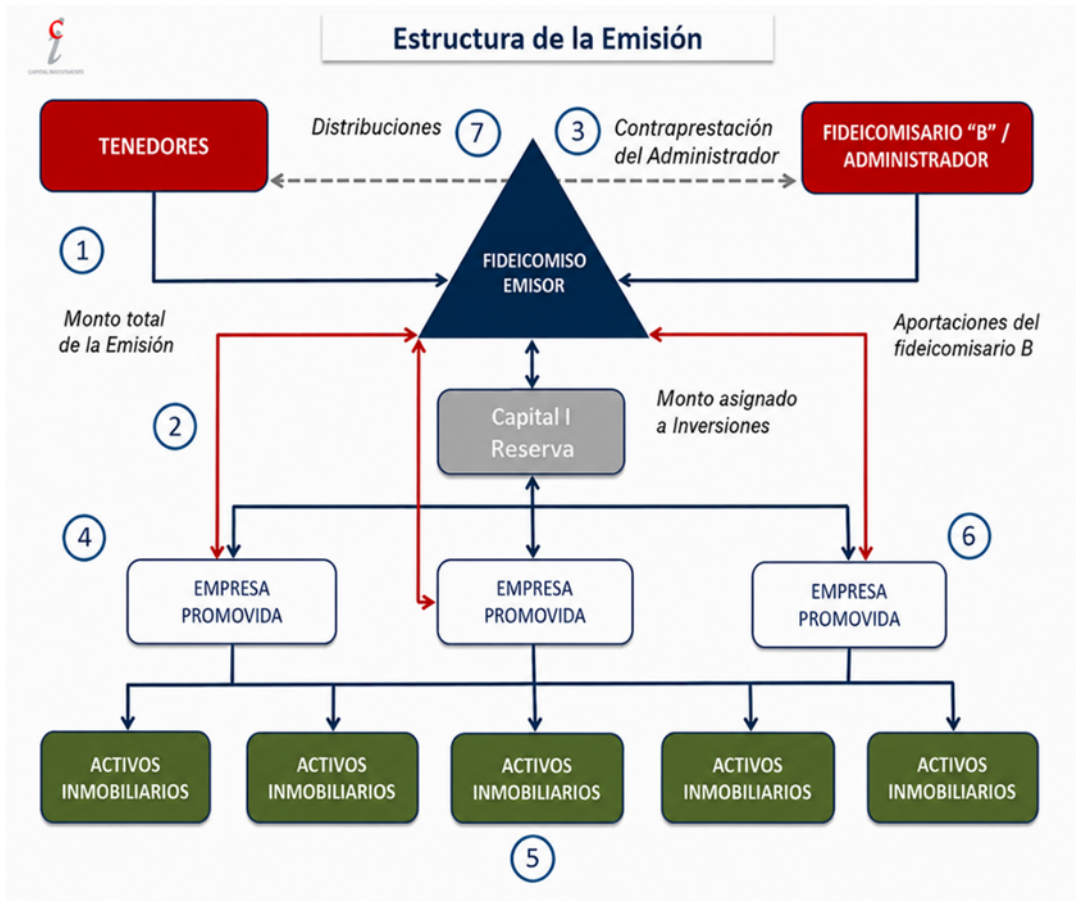 Estructura de la Emisión
CAPITAL INVESTMENTS
TENEDORES
Distribuciones
7
3
Contraprestación
del Administrador
FIDEICOMISARIO “B” /
ADMINISTRADOR
1
FIDEICOMISO
EMISOR
Monto total
de la Emisión
Aportaciones del
fideicomisario B
2
Capital I
Reserva
Monto asignado
a Inversiones
4
6
EMPRESA
PROMOVIDA
EMPRESA
PROMOVIDA
EMPRESA
PROMOVIDA
ACTIVOS
INMOBILIARIOS
ACTIVOS
INMOBILIARIOS
ACTIVOS
INMOBILIARIOS
ACTIVOS
INMOBILIARIOS
ACTIVOS
INMOBILIARIOS
5